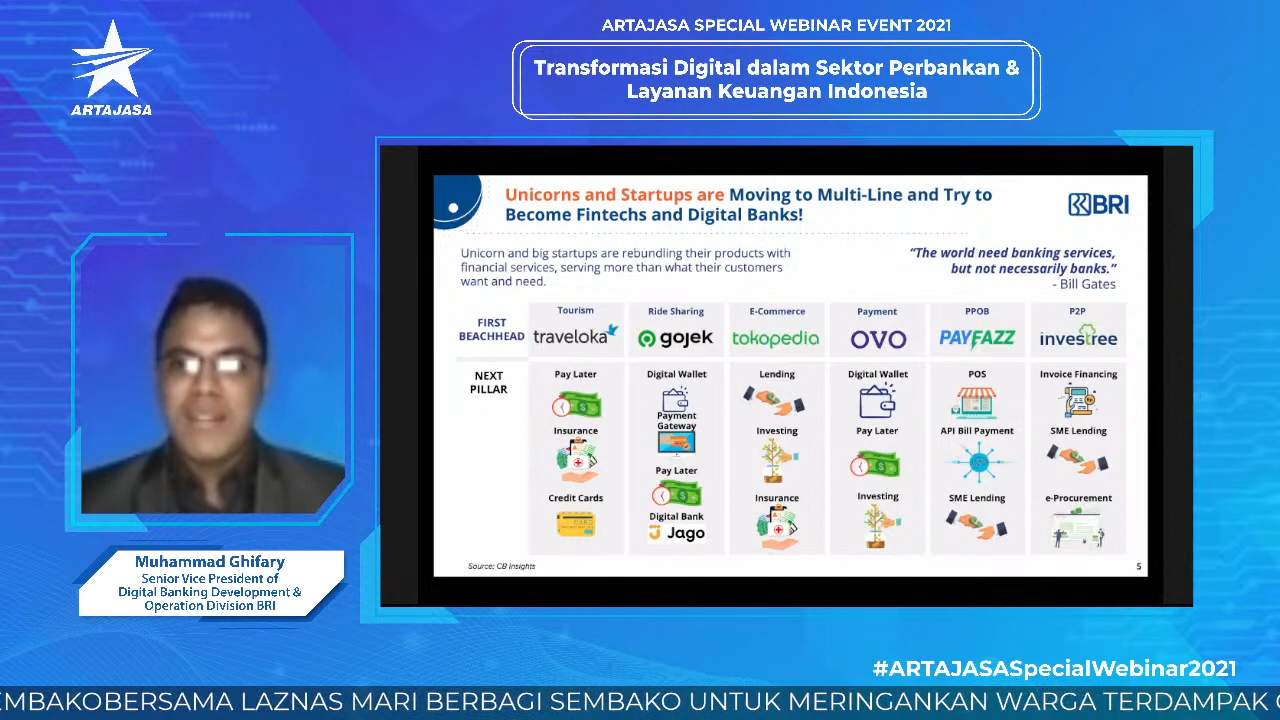 ARTAJASA SPECIAL WEBINAR EVENT 2021
Transformasi Digital dalam Sektor Perbankan &
Layanan Keuangan Indonesia
ARTAJASA
Unicorns and Startups are Moving to Multi-Line and Try to
Become Fintechs and Digital Banks!
BRI
Unicorn and big startups are rebundling their products with
financial services, serving more than what their customers
want and need.
“The world need banking services,
but not necessarily banks.”
- Bill Gates
FIRST
BEACHHEAD
Tourism
traveloka
Ride Sharing
gojek
E-Commerce
tokopedia
Payment
OVO
PPOB
PAYFAZZ
P2P
investree
NEXT
PILLAR
Pay Later
Insurance
Credit Cards
CARD
Digital Wallet
Payment
Gateway
Pay Later
Digital Bank
Jago
Lending
Investing
Insurance
Digital Wallet
Pay Later
Investing
POS
API Bill Payment
SME Lending
Invoice Financing
SME Lending
e-Procurement
Source: CB Insights
5
Muhammad Ghifary
Senior Vice President of
Digital Banking Development &
Operation Division BRI
#ARTAJASASpecialWebinar2021
EMBAKOBERSAMA LAZNAS MARI BERBAGI SEMBAKO UNTUK MERINGANKAN WARGA TERDAMPAK